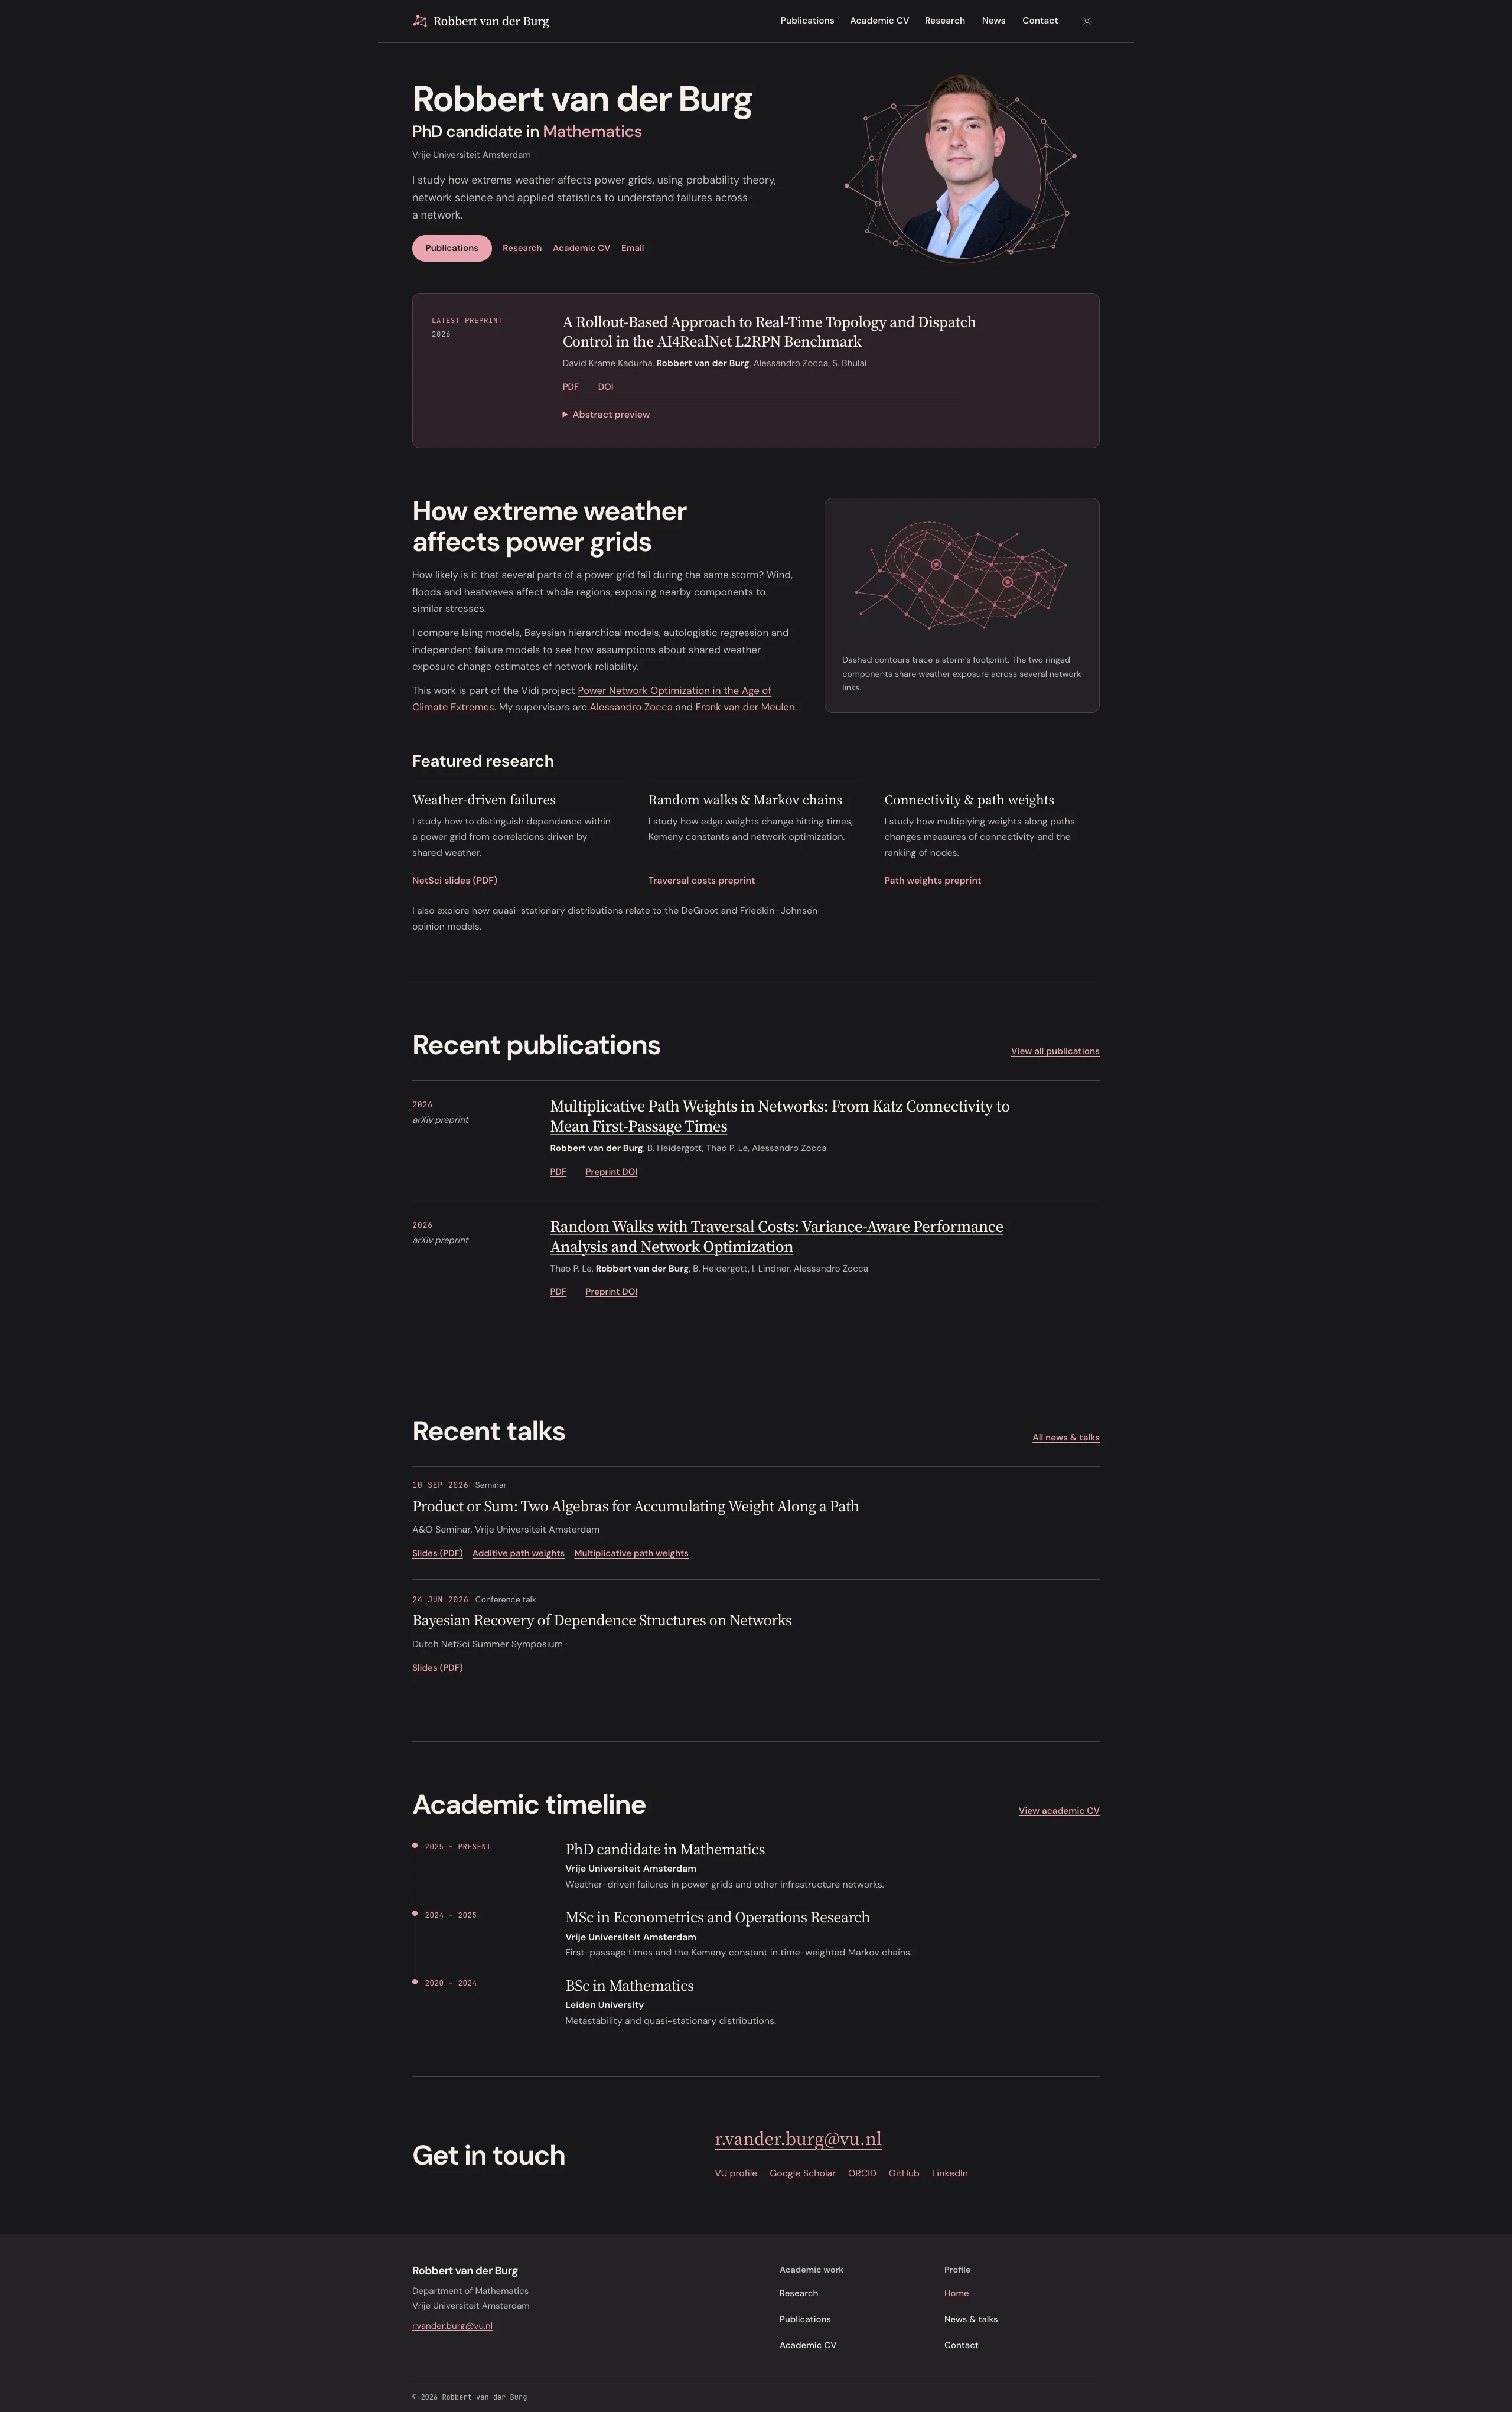 Robbert van der Burg
Publications Academic CV Research News Contact
Robbert van der Burg
PhD candidate in Mathematics
Vrije Universiteit Amsterdam
I study how extreme weather affects power grids, using probability theory,
network science and applied statistics to understand failures across
a network.
Publications Research Academic CV Email
LATEST PREPRINT
2026
A Rollout-Based Approach to Real-Time Topology and Dispatch
Control in the AI4RealNet L2RPN Benchmark
David Krame Kadurha, Robbert van der Burg, Alessandro Zocca, S. Bhulai
PDF DOI
Abstract preview
How extreme weather
affects power grids
How likely is it that several parts of a power grid fail during the same storm? Wind,
floods and heatwaves affect whole regions, exposing nearby components to
similar stresses.
I compare Ising models, Bayesian hierarchical models, autologistic regression and
independent failure models to see how assumptions about shared weather
exposure change estimates of network reliability.
This work is part of the Vidi project Power Network Optimization in the Age of
Climate Extremes. My supervisors are Alessandro Zocca and Frank van der Meulen.
Dashed contours trace a storm's footprint. The two ringed
components share weather exposure across several network
links.
Featured research
Weather-driven failures
I study how to distinguish dependence within
a power grid from correlations driven by
shared weather.
NetSci slides (PDF)
Random walks & Markov chains
I study how edge weights change hitting times,
Kemeny constants and network optimization.
Traversal costs preprint
Connectivity & path weights
I study how multiplying weights along paths
changes measures of connectivity and the
ranking of nodes.
Path weights preprint
I also explore how quasi-stationary distributions relate to the DeGroot and Friedkin–Johnsen
opinion models.
Recent publications
View all publications
2026
arXiv preprint
Multiplicative Path Weights in Networks: From Katz Connectivity to
Mean First-Passage Times
Robbert van der Burg, B. Heidergott, Thao P. Le, Alessandro Zocca
PDF Preprint DOI
2026
arXiv preprint
Random Walks with Traversal Costs: Variance-Aware Performance
Analysis and Network Optimization
Thao P. Le, Robbert van der Burg, B. Heidergott, I. Lindner, Alessandro Zocca
PDF Preprint DOI
Recent talks
All news & talks
10 SEP 2026 Seminar
Product or Sum: Two Algebras for Accumulating Weight Along a Path
A&O Seminar, Vrije Universiteit Amsterdam
Slides (PDF) Additive path weights Multiplicative path weights
24 JUN 2026 Conference talk
Bayesian Recovery of Dependence Structures on Networks
Dutch NetSci Summer Symposium
Slides (PDF)
Academic timeline
View academic CV
2025 – PRESENT
PhD candidate in Mathematics
Vrije Universiteit Amsterdam
Weather-driven failures in power grids and other infrastructure networks.
2024 – 2025
MSc in Econometrics and Operations Research
Vrije Universiteit Amsterdam
First-passage times and the Kemeny constant in time-weighted Markov chains.
2020 – 2024
BSc in Mathematics
Leiden University
Metastability and quasi-stationary distributions.
Get in touch
r.vander.burg@vu.nl
VU profile Google Scholar ORCID GitHub LinkedIn
Robbert van der Burg
Department of Mathematics
Vrije Universiteit Amsterdam
r.vander.burg@vu.nl
Academic work
Research
Publications
Academic CV
Profile
Home
News & talks
Contact
© 2026 Robbert van der Burg